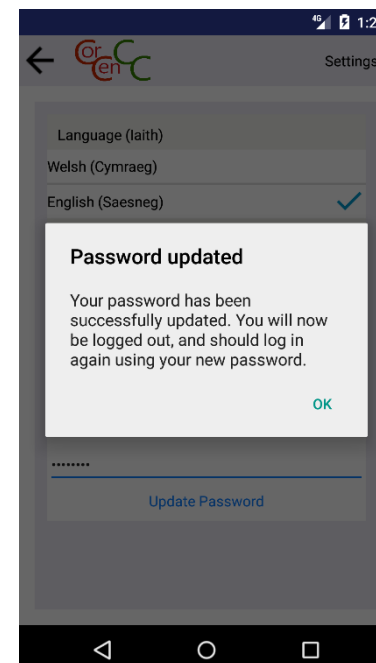 4G 1:2
CorCenCC Settings
Language (Iaith)
Welsh (Cymraeg)
English (Saesneg)
Password updated
Your password has been
successfully updated. You will now
be logged out, and should log in
again using your new password.
OK
••••••••
Update Password